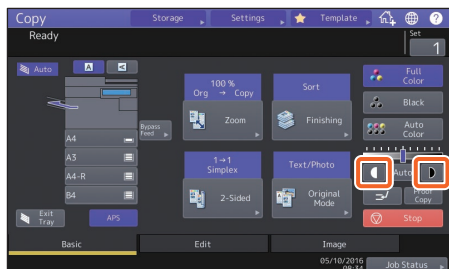 Copy Storage Settings Template
Ready
Set
1
Auto A
100 %
Org → Copy
Sort
Full
Color
Zoom
Finishing
Black
Auto
Color
Bypass
Feed
A4
A3
A4-R
B4
1→1
Simplex
Text/Photo
Auto
2-Sided
Original
Mode
Proof
Copy
Exit
Tray
APS
Stop
Basic Edit Image
05/10/2016
08:34
Job Status